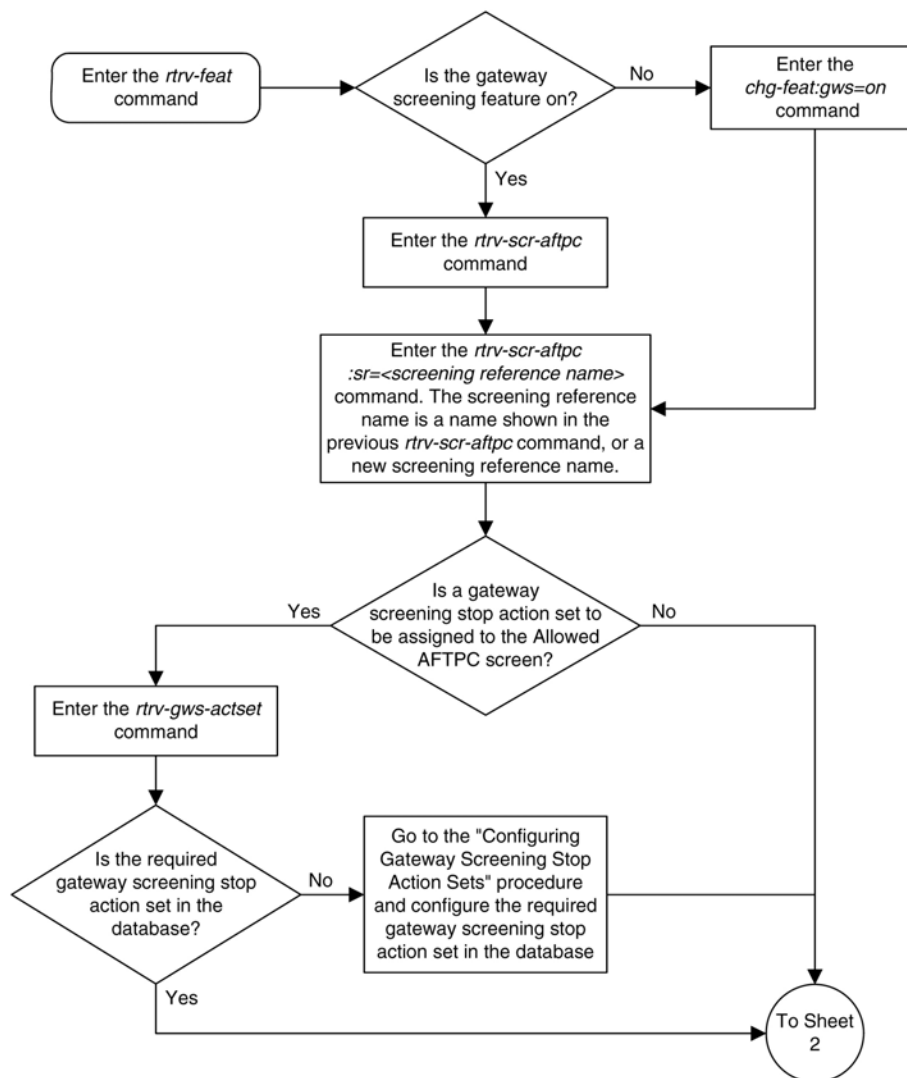 Enter the rtrv-feat
command
Is the gateway
screening feature on?
No
Enter the
chg-feat:gws=on
command
Yes
Enter the rtrv-scr-aftpc
command
Enter the rtrv-scr-aftpc
:sr=<screening reference name>
command. The screening reference
name is a name shown in the
previous rtrv-scr-aftpc command, or a
new screening reference name.
Is a gateway
screening stop action set to
be assigned to the Allowed
AFTPC screen?
Yes
No
Enter the rtrv-gws-actset
command
Is the required
gateway screening stop
action set in the
database?
No
Go to the "Configuring
Gateway Screening Stop
Action Sets" procedure
and configure the required
gateway screening stop
action set in the database
Yes
To Sheet
2